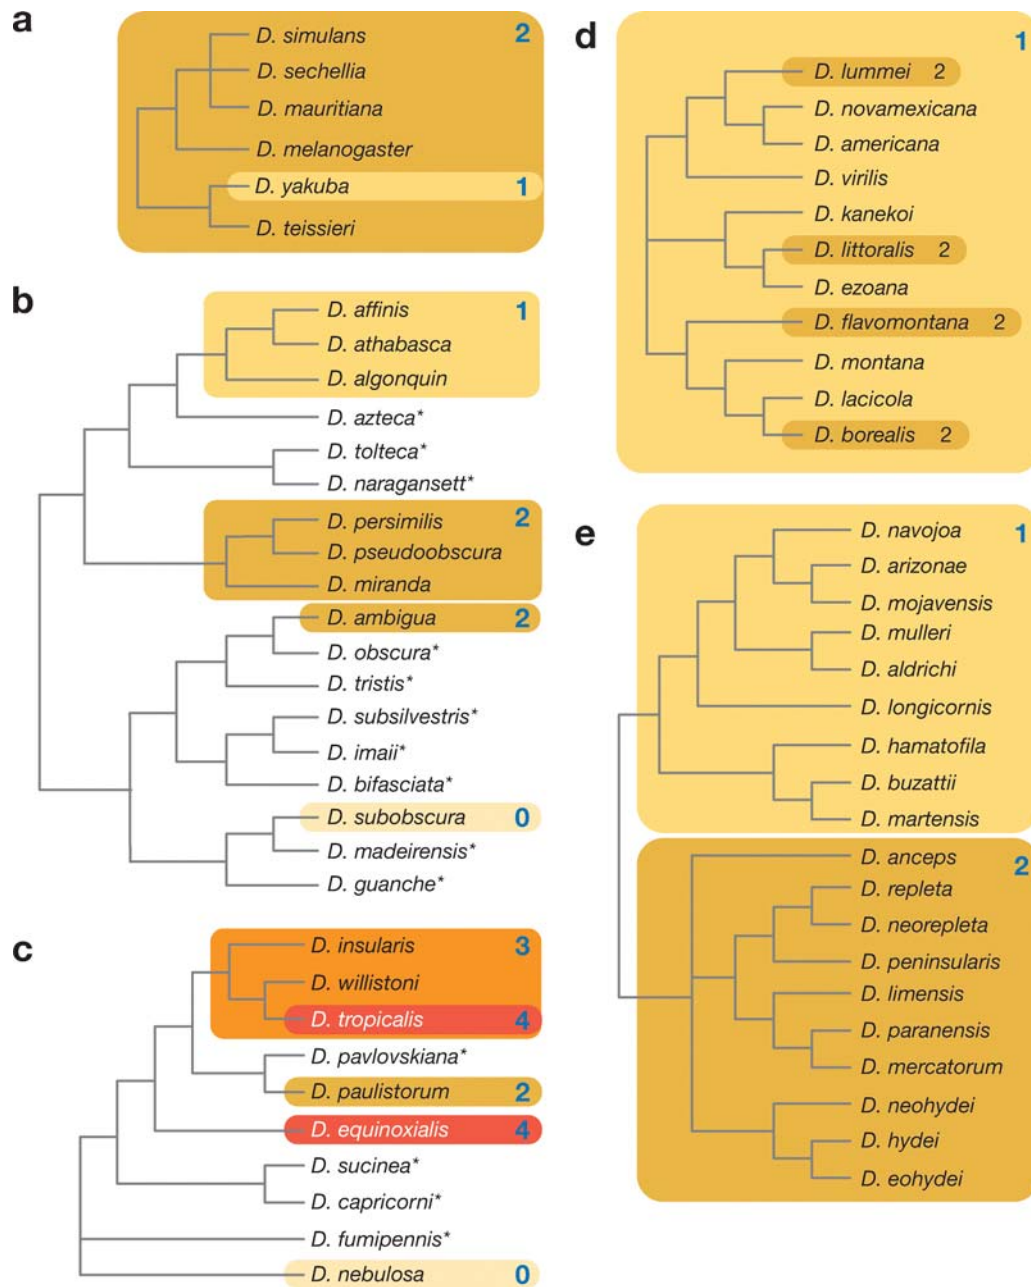 a
D. simulans 2
D. sechellia
D. mauritiana
D. melanogaster
D. yakuba 1
D. teissieri
b
D. affinis 1
D. athabasca
D. algonquin
D. azteca*
D. tolteca*
D. naragansett*
D. persimilis 2
D. pseudoobscura
D. miranda
D. ambigua 2
D. obscura*
D. tristis*
D. subsilvestris*
D. imaii*
D. bifasciata*
D. subobscura 0
D. madeirensis*
D. guanche*
c
D. insularis 3
D. willistoni
D. tropicalis 4
D. pavlovskiana*
D. paulistorum 2
D. equinoxialis 4
D. sucinea*
D. capricorni*
D. fumipennis*
D. nebulosa 0
d
1
D. lummei 2
D. novamexicana
D. americana
D. virilis
D. kanekoi
D. littoralis 2
D. ezoana
D. flavomontana 2
D. montana
D. lacicola
D. borealis 2
e
D. navojoa 1
D. arizonae
D. mojavensis
D. mulleri
D. aldrichi
D. longicornis
D. hamatofila
D. buzattii
D. martensis
D. anceps 2
D. repleta
D. neorepleta
D. peninsularis
D. limensis
D. paranensis
D. mercatorum
D. neohydei
D. hydei
D. eohydei